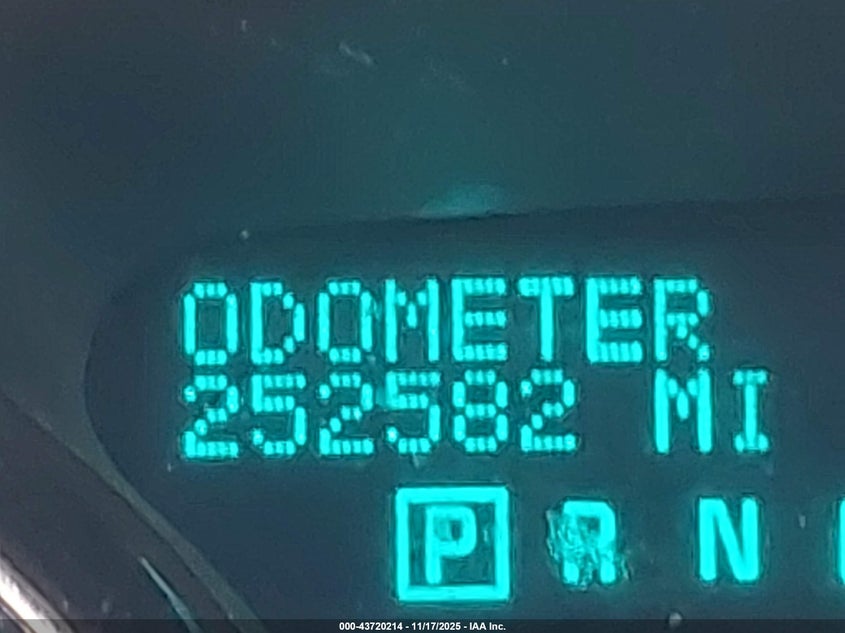 ODOMETER
252582 MI
P R N
000-43720214 - 11/17/2025 - IAA Inc.